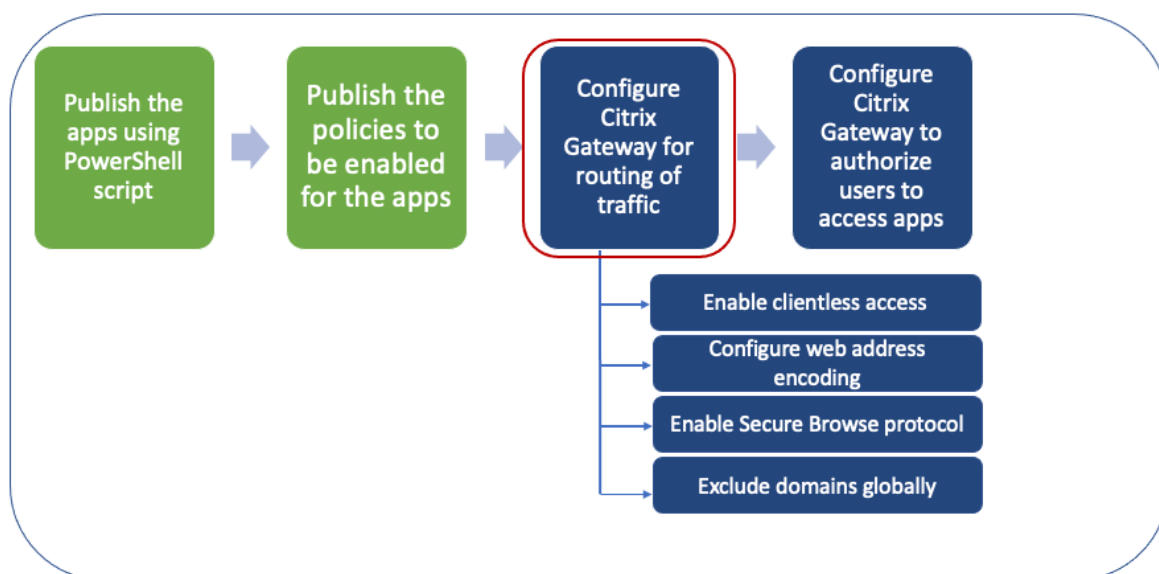 Publish the
apps using
PowerShell
script
Publish the
policies to
be enabled
for the apps
Configure
Citrix
Gateway for
routing of
traffic
Configure
Citrix
Gateway to
authorize
users to
access apps
Enable clientless access
Configure web address
encoding
Enable Secure Browse protocol
Exclude domains globally